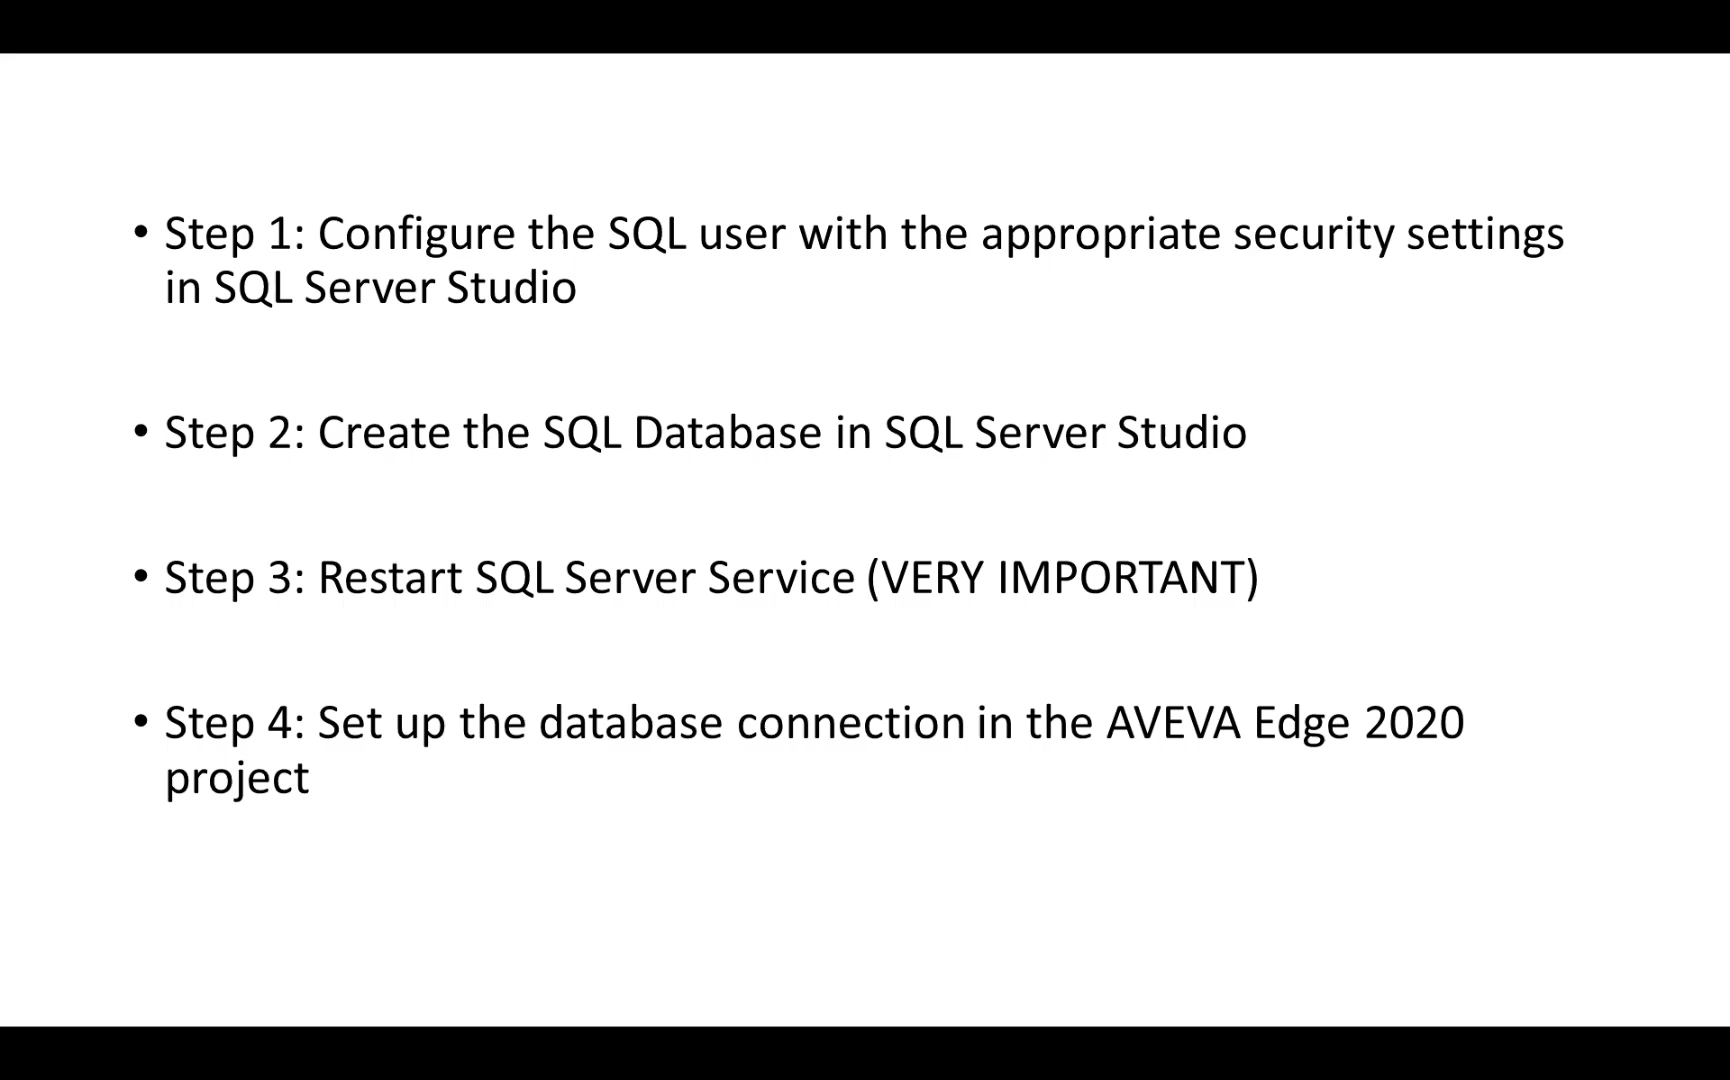 • Step 1: Configure the SQL user with the appropriate security settings
in SQL Server Studio
• Step 2: Create the SQL Database in SQL Server Studio
• Step 3: Restart SQL Server Service (VERY IMPORTANT)
• Step 4: Set up the database connection in the AVEVA Edge 2020
project